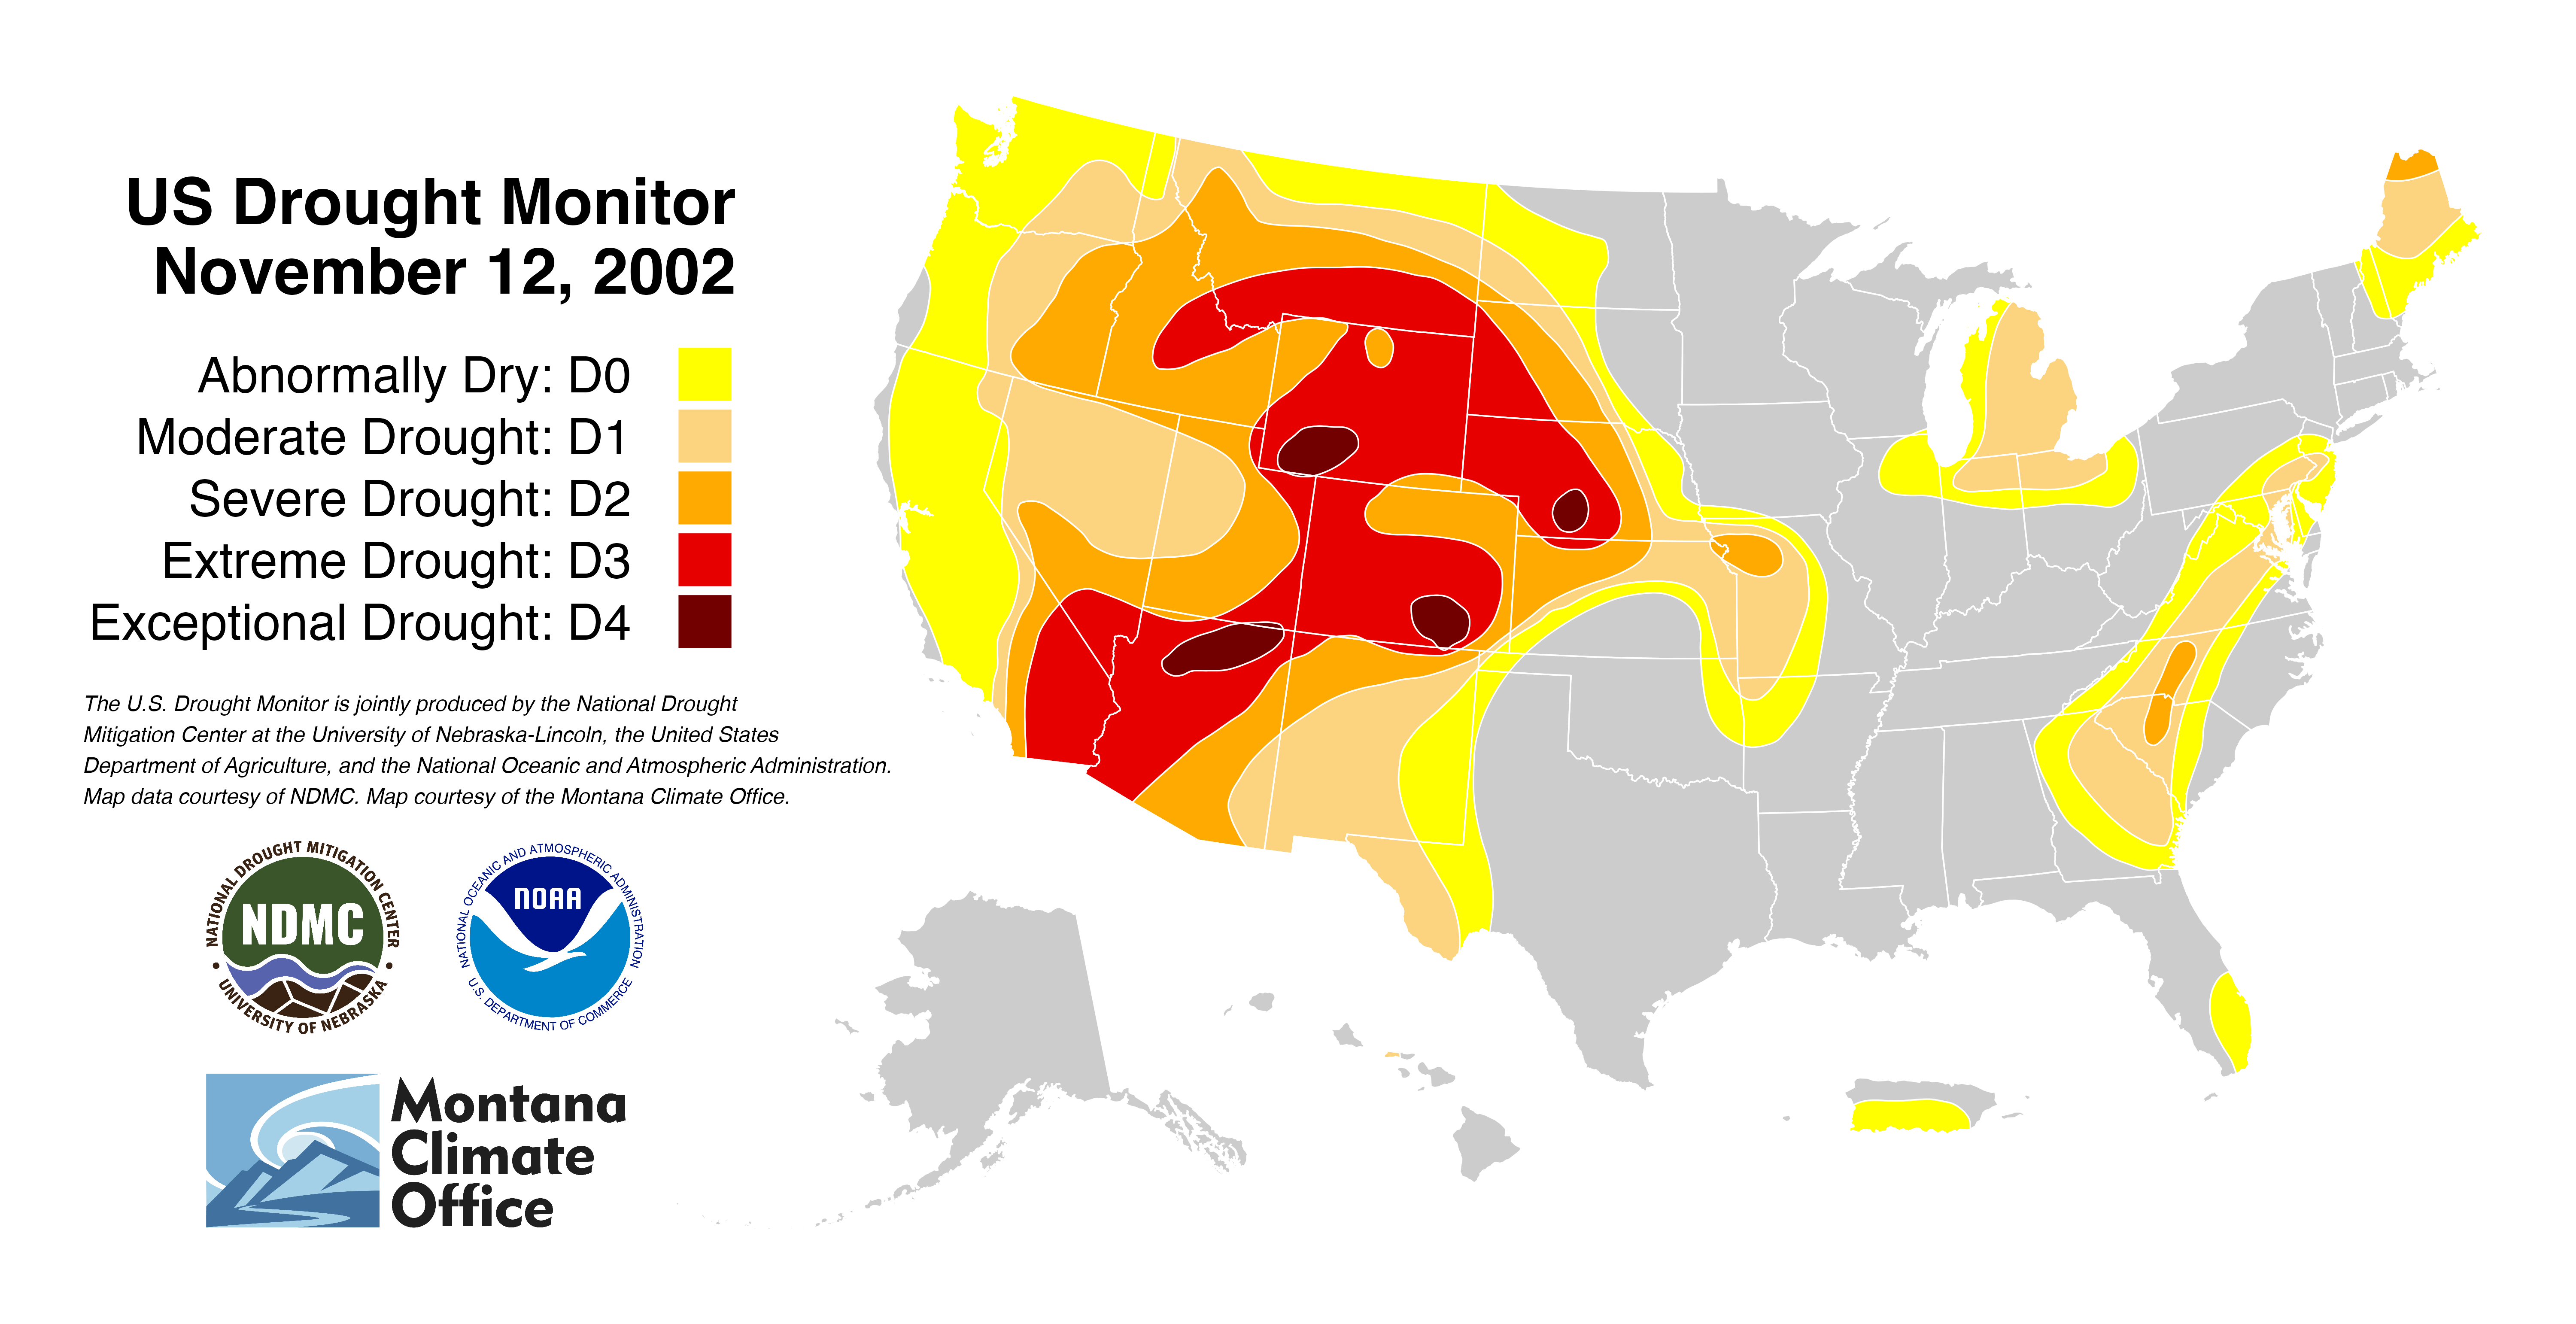 US Drought Monitor
November 12, 2002
Abnormally Dry: D0
Moderate Drought: D1
Severe Drought: D2
Extreme Drought: D3
Exceptional Drought: D4
The U.S. Drought Monitor is jointly produced by the National Drought
Mitigation Center at the University of Nebraska-Lincoln, the United States
Department of Agriculture, and the National Oceanic and Atmospheric Administration.
Map data courtesy of NDMC. Map courtesy of the Montana Climate Office.
NATIONAL DROUGHT MITIGATION CENTER
NDMC
• UNIVERSITY OF NEBRASKA •
NATIONAL OCEANIC AND ATMOSPHERIC ADMINISTRATION
NOAA
U.S. DEPARTMENT OF COMMERCE
Montana
Climate
Office